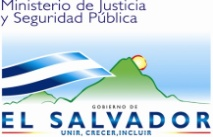 Ministerio de Justicia
y Seguridad Pública
GOBIERNO DE
EL SALVADOR
UNIR, CRECER, INCLUIR